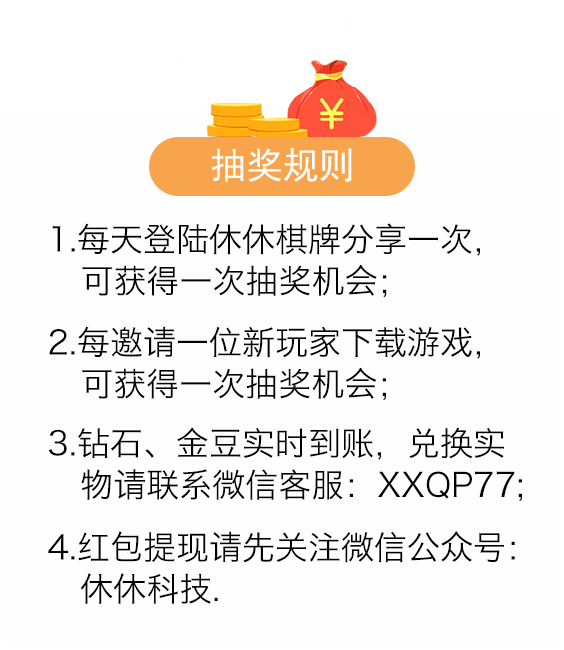 ¥
抽奖规则
1.每天登陆休休棋牌分享一次，
可获得一次抽奖机会；
2.每邀请一位新玩家下载游戏，
可获得一次抽奖机会；
3.钻石、金豆实时到账，兑换实
物请联系微信客服：XXQP77；
4.红包提现请先关注微信公众号：
休休科技.